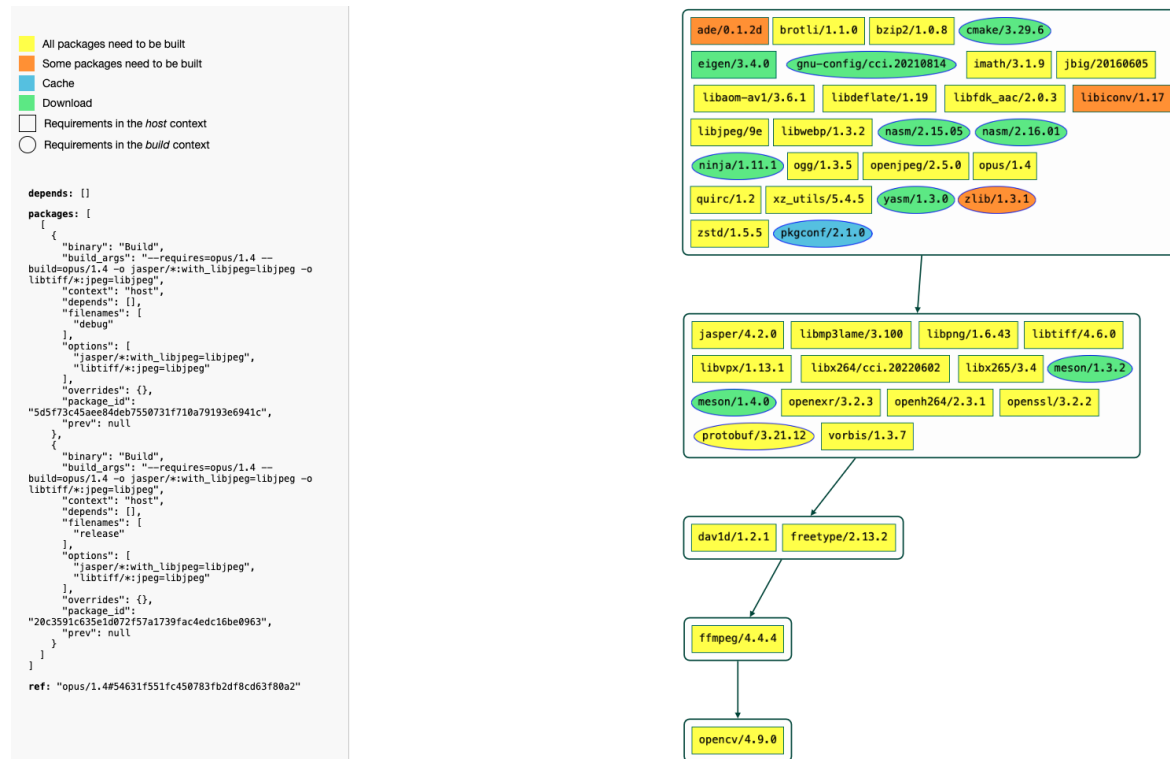 All packages need to be built
Some packages need to be built
Cache
Download
Requirements in the host context
Requirements in the build context
depends: []
packages: [
  [
    {
      "binary": "Build",
      "build_args": "--requires=opus/1.4 --
build=opus/1.4 -o jasper/*:with_libjpeg=libjpeg -o
libtiff/*:jpeg=libjpeg",
      "context": "host",
      "depends": [],
      "filenames": [
        "debug"
      ],
      "options": [
        "jasper/*:with_libjpeg=libjpeg",
        "libtiff/*:jpeg=libjpeg"
      ],
      "overrides": {},
      "package_id":
"5d5f73c45aee84deb7550731f710a79193e6941c",
      "prev": null
    },
    {
      "binary": "Build",
      "build_args": "--requires=opus/1.4 --
build=opus/1.4 -o jasper/*:with_libjpeg=libjpeg -o
libtiff/*:jpeg=libjpeg",
      "context": "host",
      "depends": [],
      "filenames": [
        "release"
      ],
      "options": [
        "jasper/*:with_libjpeg=libjpeg",
        "libtiff/*:jpeg=libjpeg"
      ],
      "overrides": {},
      "package_id":
"20c3591c635e1d072f57a1739fac4edc16be0963",
      "prev": null
    }
  ]
]
ref: "opus/1.4#54631f551fc450783fb2df8cd63f80a2"
ade/0.1.2d brotli/1.1.0 bzip2/1.0.8 cmake/3.29.6
eigen/3.4.0 gnu-config/cci.20210814 imath/3.1.9 jbig/20160605
libaom-av1/3.6.1 libdeflate/1.19 libfdk_aac/2.0.3 libiconv/1.17
libjpeg/9e libwebp/1.3.2 nasm/2.15.05 nasm/2.16.01
ninja/1.11.1 ogg/1.3.5 openjpeg/2.5.0 opus/1.4
quirc/1.2 xz_utils/5.4.5 yasm/1.3.0 zlib/1.3.1
zstd/1.5.5 pkgconf/2.1.0
jasper/4.2.0 libmp3lame/3.100 libpng/1.6.43 libtiff/4.6.0
libvpx/1.13.1 libx264/cci.20220602 libx265/3.4 meson/1.3.2
meson/1.4.0 openexr/3.2.3 openh264/2.3.1 openssl/3.2.2
protobuf/3.21.12 vorbis/1.3.7
dav1d/1.2.1 freetype/2.13.2
ffmpeg/4.4.4
opencv/4.9.0